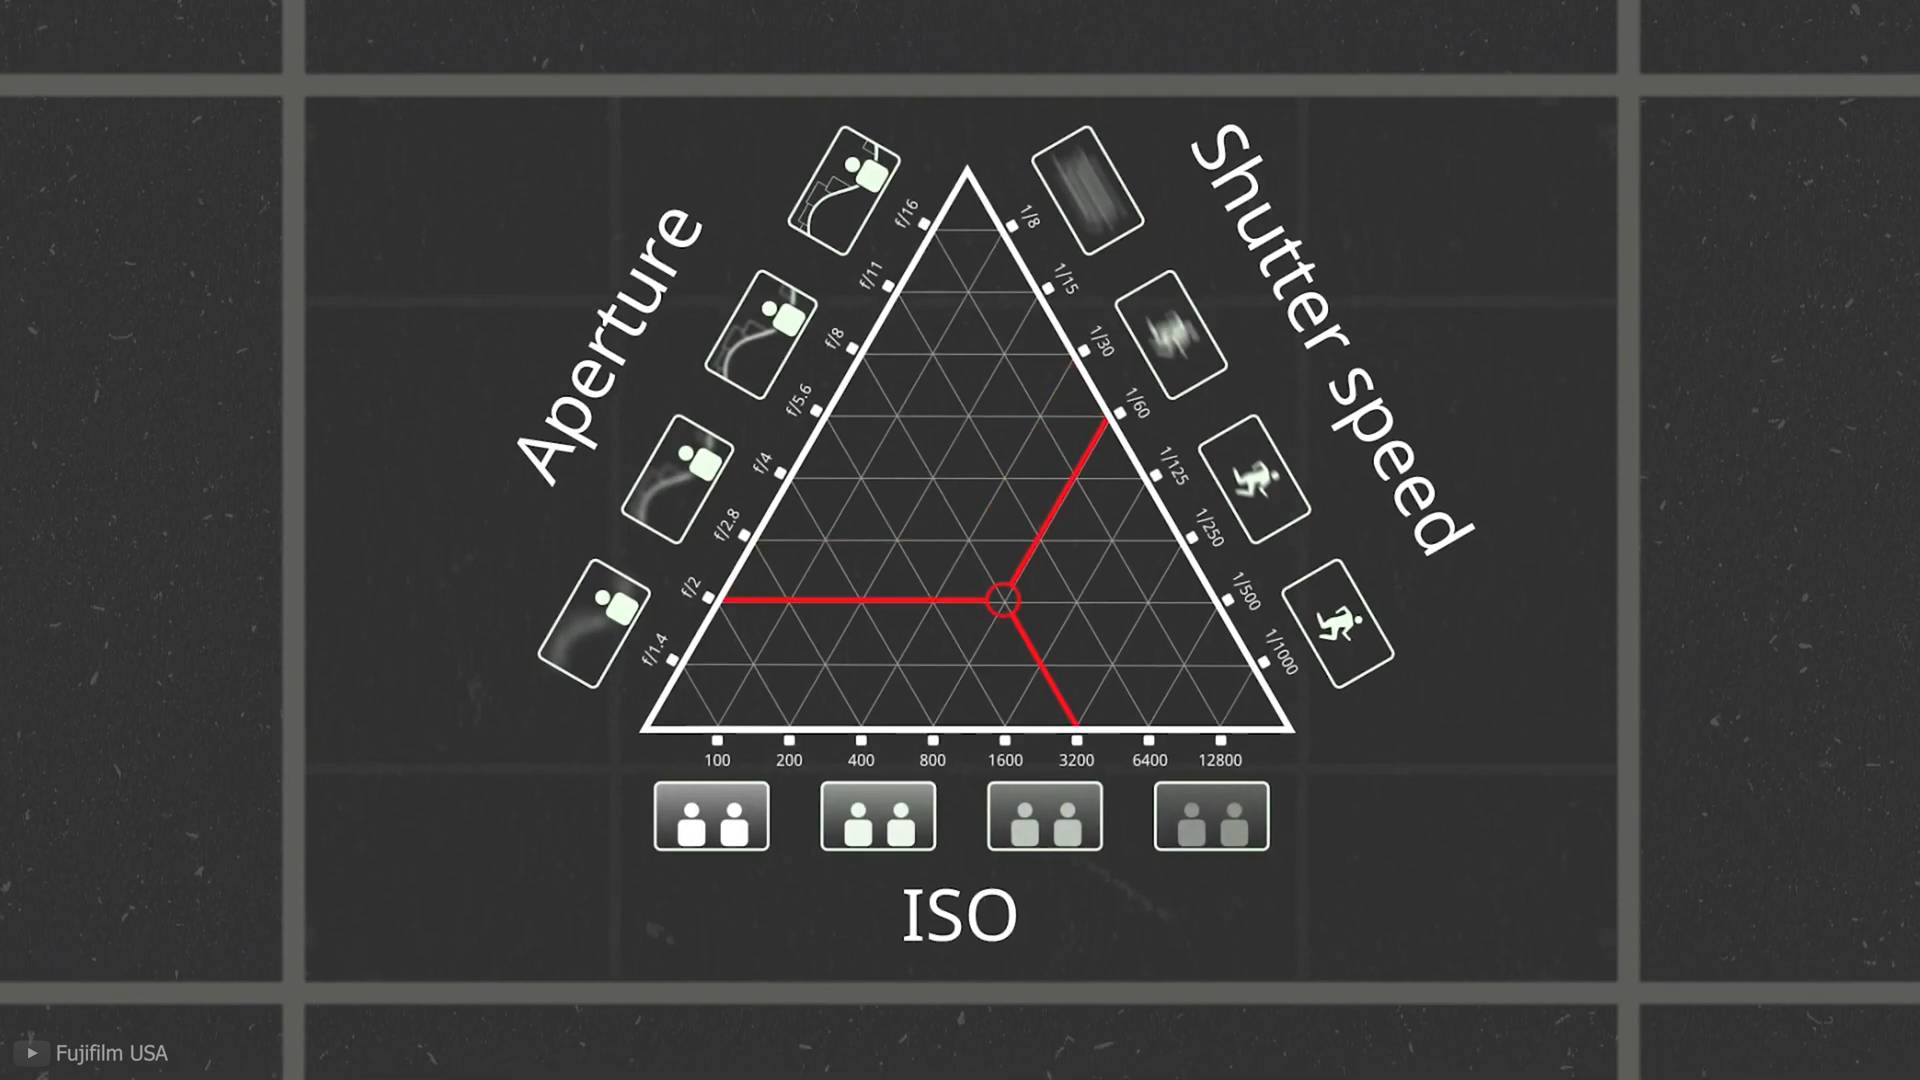 Aperture
Shutter speed
f/16
f/11
f/8
f/5.6
f/4
f/2.8
f/2
f/1.4
1/8
1/15
1/30
1/60
1/125
1/250
1/500
1/1000
100 200 400 800 1600 3200 6400 12800
ISO
Fujifilm USA